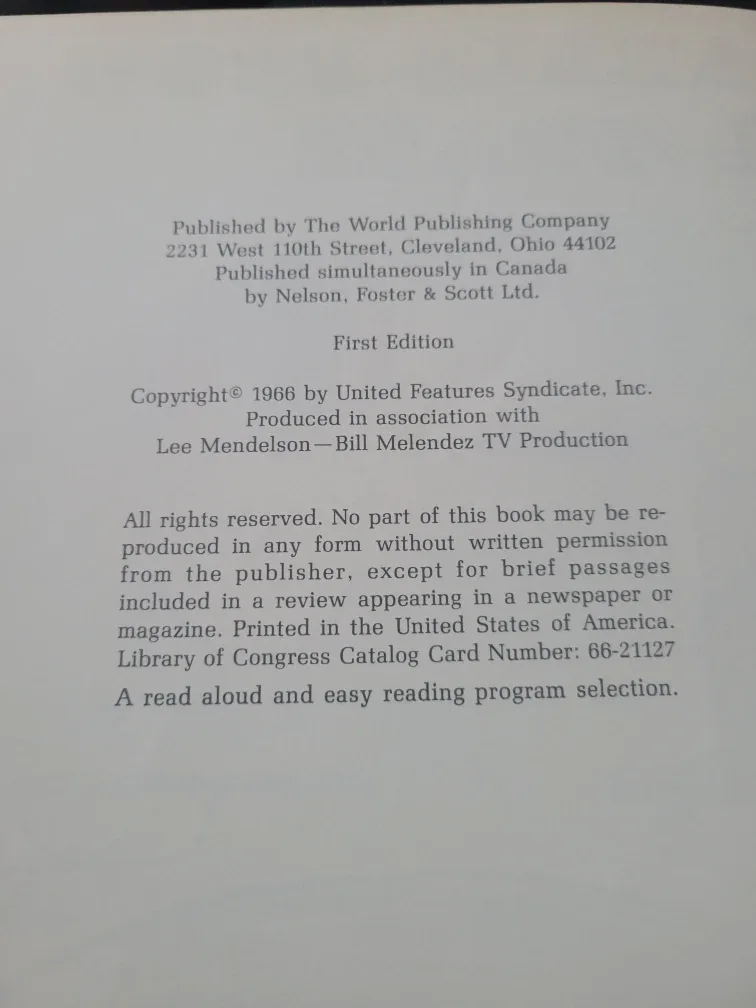 Published by The World Publishing Company
2231 West 110th Street, Cleveland, Ohio 44102
Published simultaneously in Canada
by Nelson, Foster & Scott Ltd.
First Edition
Copyright© 1966 by United Features Syndicate, Inc.
Produced in association with
Lee Mendelson—Bill Melendez TV Production
All rights reserved. No part of this book may be re-
produced in any form without written permission
from the publisher, except for brief passages
included in a review appearing in a newspaper or
magazine. Printed in the United States of America.
Library of Congress Catalog Card Number: 66-21127
A read aloud and easy reading program selection.